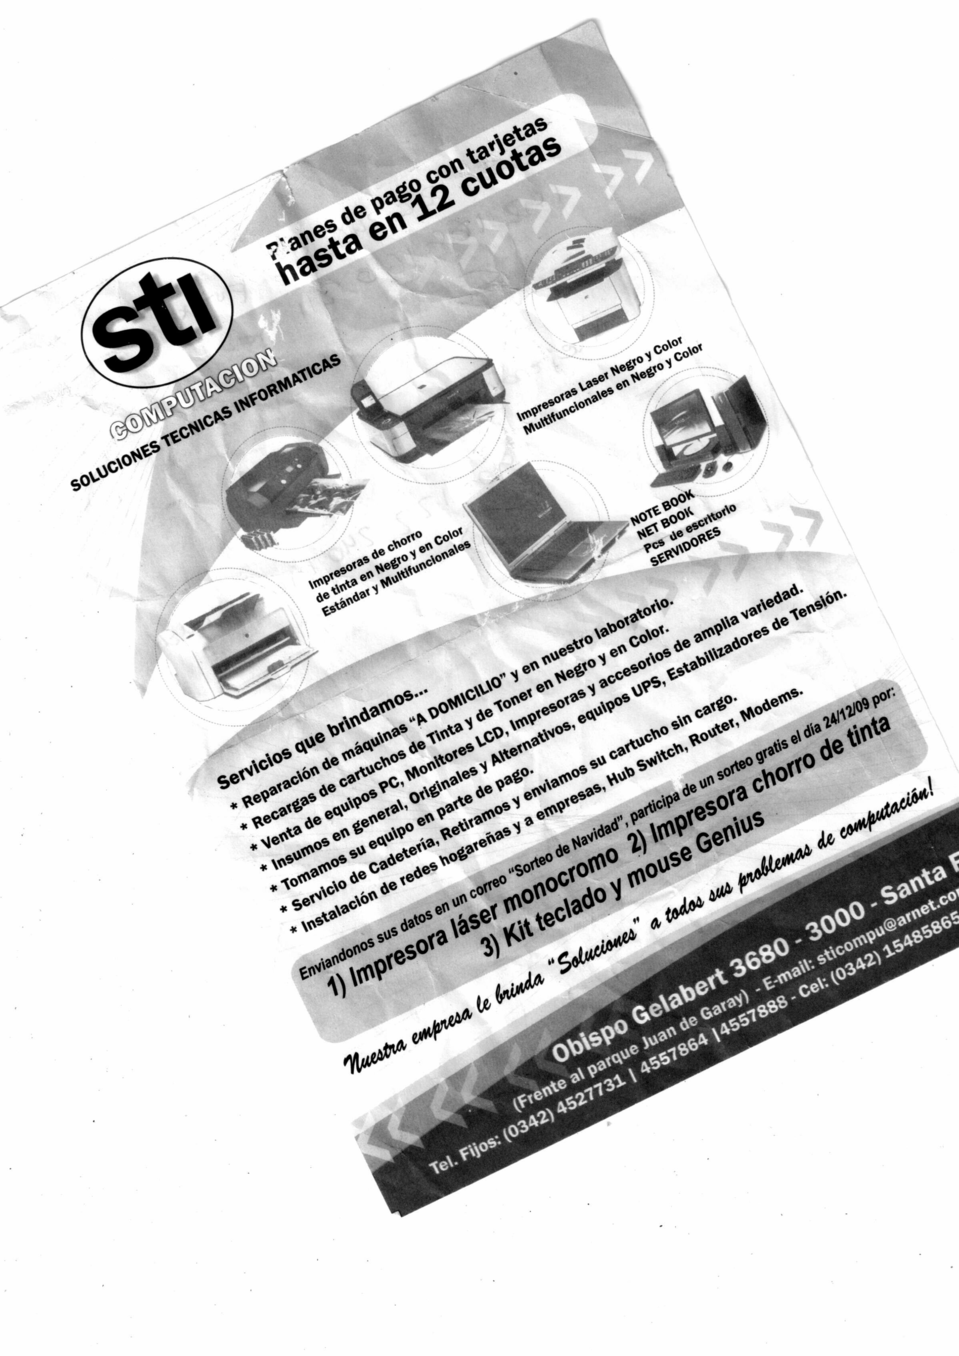 Planes de pago con tarjetas
hasta en 12 cuotas
sti
COMPUTACION
SOLUCIONES TECNICAS INFORMATICAS
Impresoras Laser Negro y Color
Multifuncionales en Negro y Color
NOTE BOOK
NET BOOK
Pcs de escritorio
SERVIDORES
Impresoras de chorro
de tinta en Negro y en Color
Estándar y Multifuncionales
Servicios que brindamos...
* Reparación de máquinas "A DOMICILIO" y en nuestro laboratorio.
* Recargas de cartuchos de Tinta y de Toner en Negro y en Color.
* Venta de equipos PC, Monitores LCD, Impresoras y accesorios de amplia variedad.
* Insumos en general, Originales y Alternativos, equipos UPS, Estabilizadores de Tensión.
* Tomamos su equipo en parte de pago.
* Servicio de Cadetería, Retiramos y enviamos su cartucho sin cargo.
* Instalación de redes hogareñas y a empresas, Hub Switch, Router, Modems.
Enviandonos sus datos en un correo "Sorteo de Navidad", participa de un sorteo gratis el día 24/12/09 por:
1) Impresora láser monocromo 2) Impresora chorro de tinta
3) Kit teclado y mouse Genius
Nuestra empresa le brinda "Soluciones" a todos sus problemas de computación!
Obispo Gelabert 3680 - 3000 - Santa F
(Frente al parque Juan de Garay) - E-mail: sticompu@arnet.co
Tel. Fijos: (0342) 4527731 | 4557864 | 4557888 - Cel: (0342) 15485865